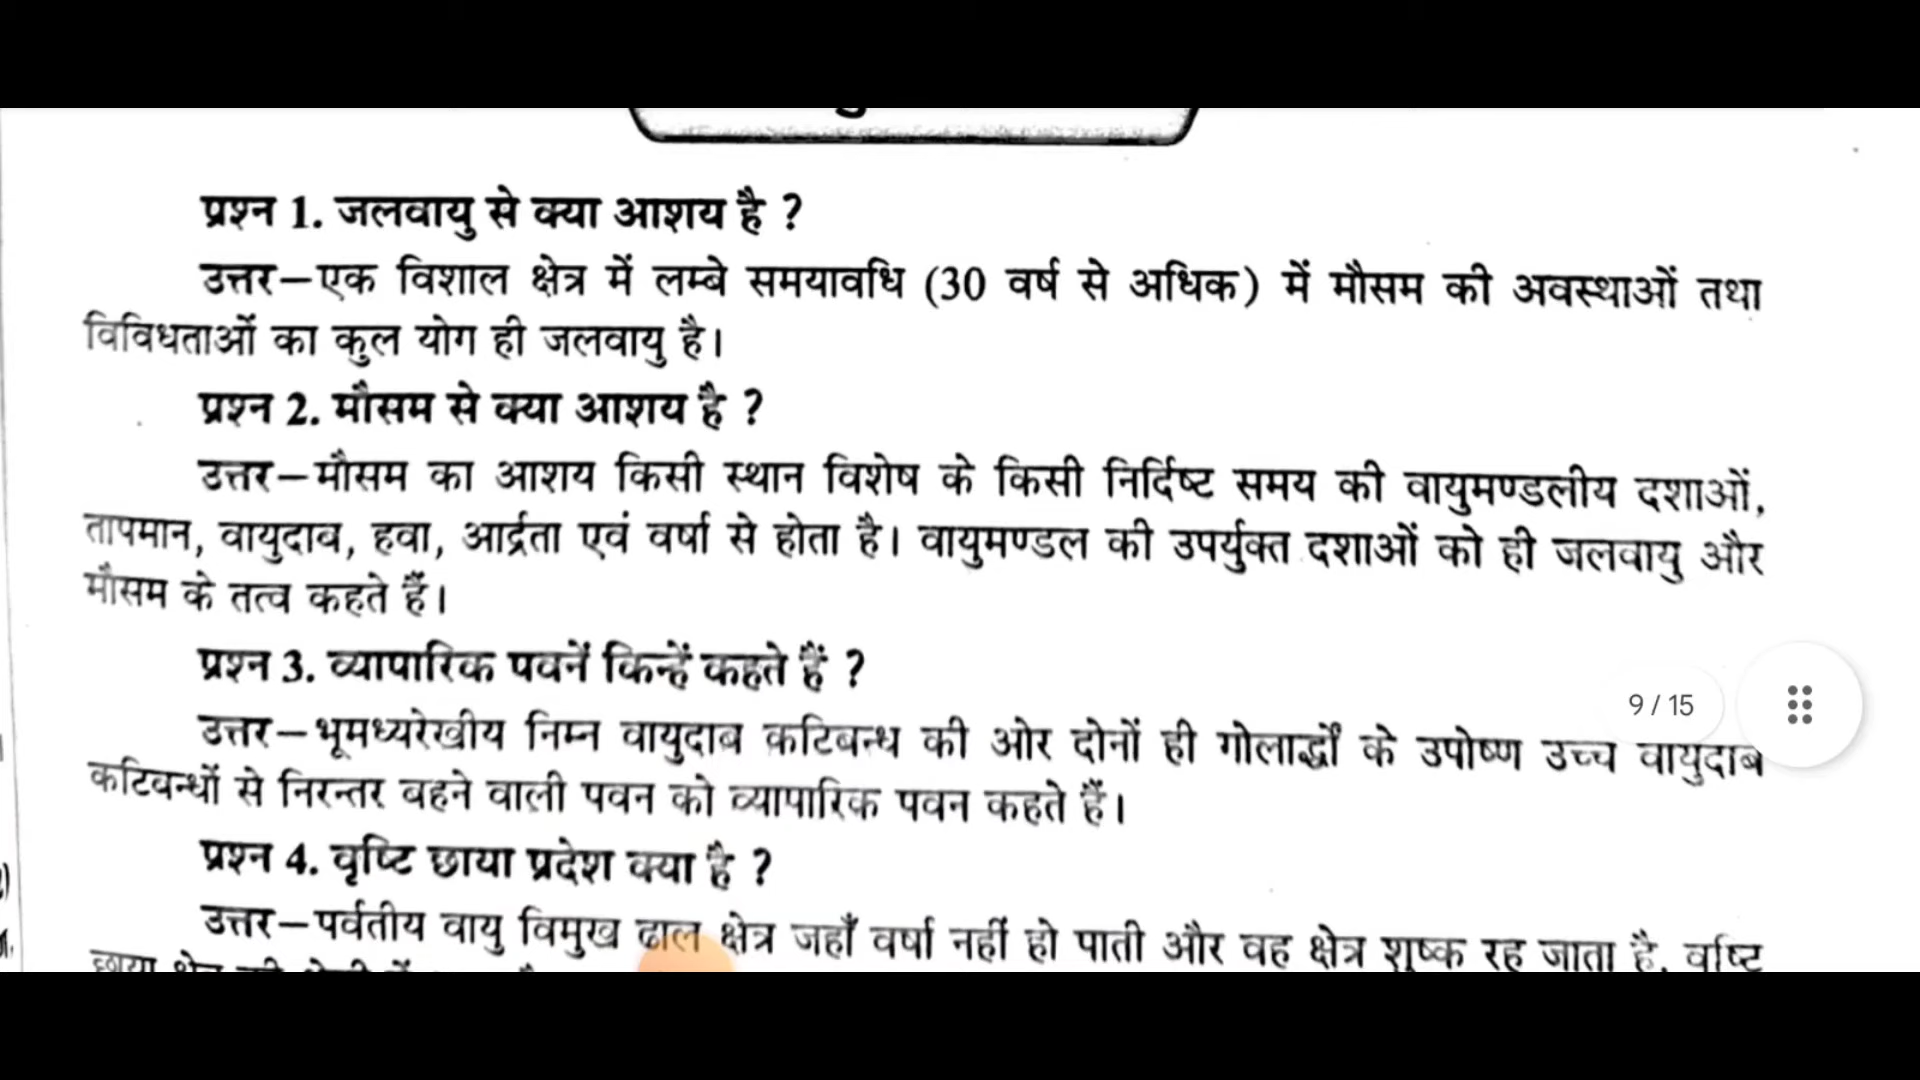 प्रश्न 1. जलवायु से क्या आशय है ?
उत्तर–एक विशाल क्षेत्र में लम्बे समयावधि (30 वर्ष से अधिक) में मौसम की अवस्थाओं तथा
विविधताओं का कुल योग ही जलवायु है।
प्रश्न 2. मौसम से क्या आशय है ?
उत्तर–मौसम का आशय किसी स्थान विशेष के किसी निर्दिष्ट समय की वायुमण्डलीय दशाओं,
तापमान, वायुदाब, हवा, आर्द्रता एवं वर्षा से होता है। वायुमण्डल की उपर्युक्त दशाओं को ही जलवायु और
मौसम के तत्व कहते हैं।
प्रश्न 3. व्यापारिक पवनें किन्हें कहते हैं ?
9 / 15
उत्तर–भूमध्यरेखीय निम्न वायुदाब कटिबन्ध की ओर दोनों ही गोलार्द्धों के उपोष्ण उच्च वायुदाब
कटिबन्धों से निरन्तर बहने वाली पवन को व्यापारिक पवन कहते हैं।
प्रश्न 4. वृष्टि छाया प्रदेश क्या है ?
उत्तर–पर्वतीय वायु विमुख ढाल क्षेत्र जहाँ वर्षा नहीं हो पाती और वह क्षेत्र शुष्क रह जाता है, वृष्टि
छाया क्षेत्र